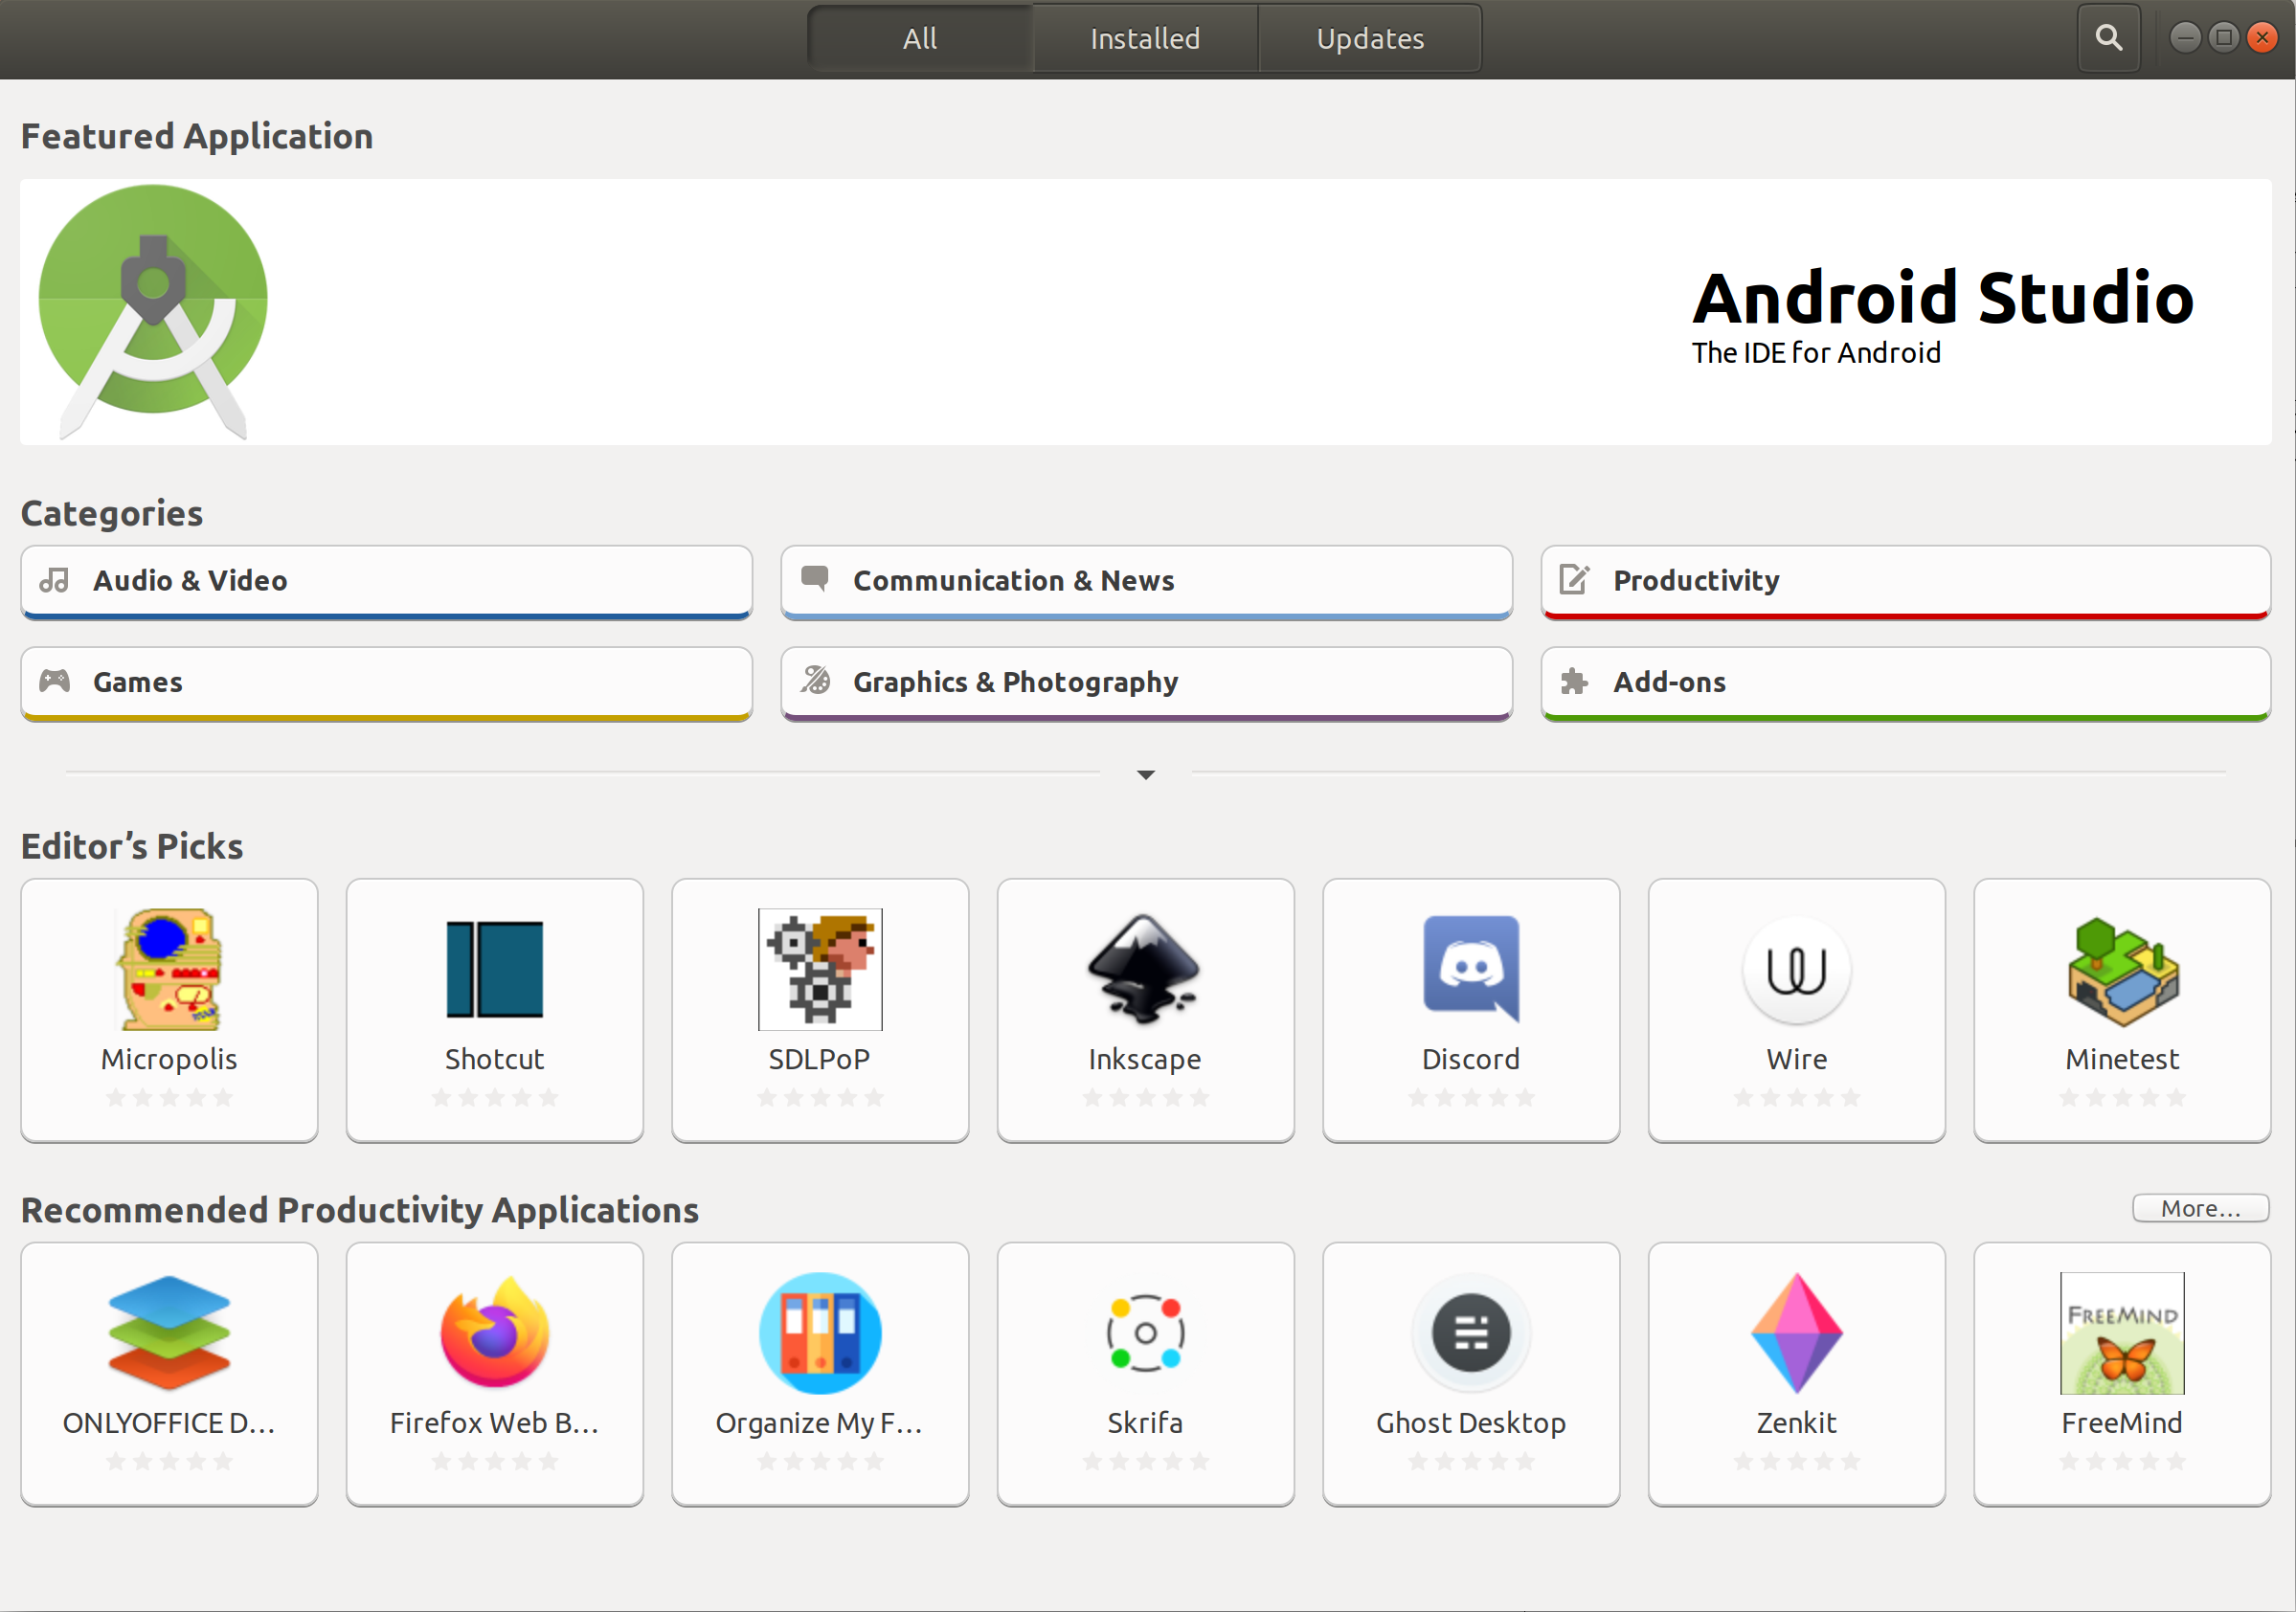 All Installed Updates
Featured Application
Android Studio
The IDE for Android
Categories
Audio & Video Communication & News Productivity
Games Graphics & Photography Add-ons
Editor’s Picks
Micropolis Shotcut SDLPoP Inkscape Discord Wire Minetest
Recommended Productivity Applications More…
FREEMIND
ONLYOFFICE D… Firefox Web B… Organize My F… Skrifa Ghost Desktop Zenkit FreeMind